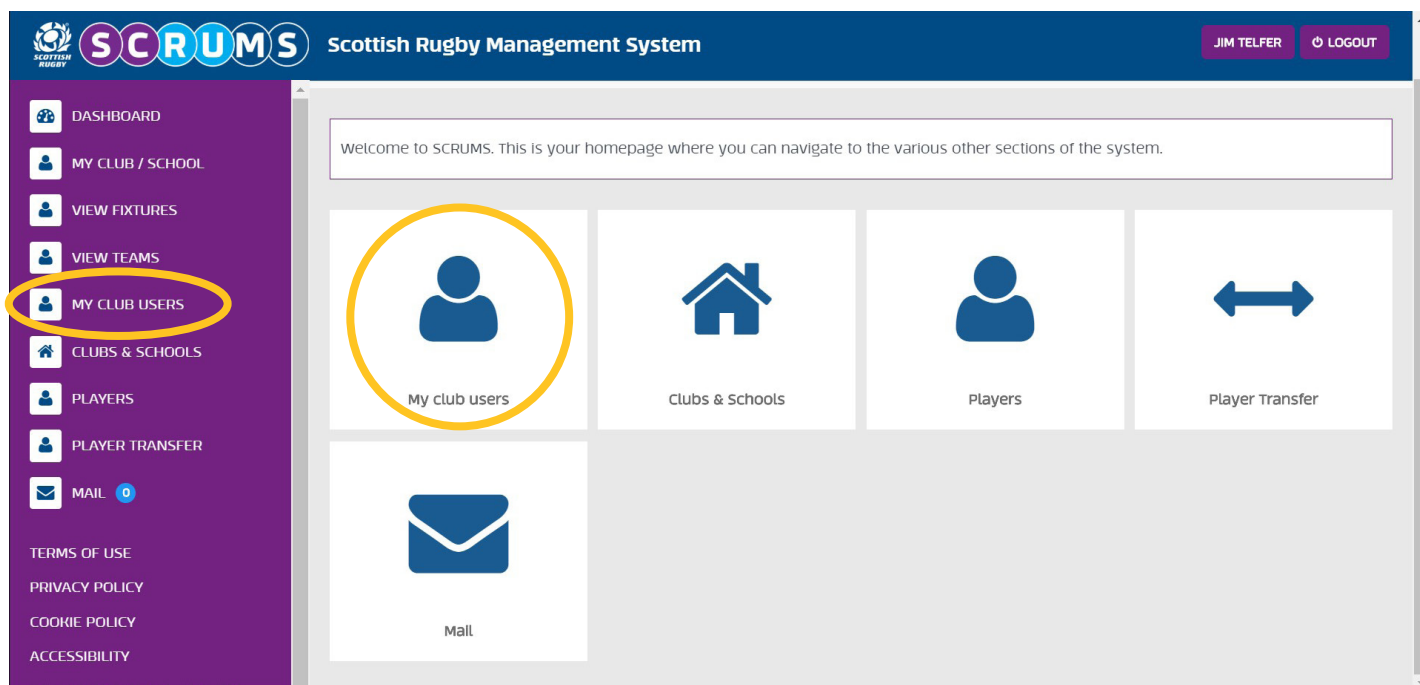 SCOTTISH
RUGBY
SCRUMS
Scottish Rugby Management System
JIM TELFER
LOGOUT
DASHBOARD
MY CLUB / SCHOOL
VIEW FIXTURES
VIEW TEAMS
MY CLUB USERS
CLUBS & SCHOOLS
PLAYERS
PLAYER TRANSFER
MAIL 0
TERMS OF USE
PRIVACY POLICY
COOKIE POLICY
ACCESSIBILITY
Welcome to SCRUMS. This is your homepage where you can navigate to the various other sections of the system.
My club users
Clubs & Schools
Players
Player Transfer
Mail